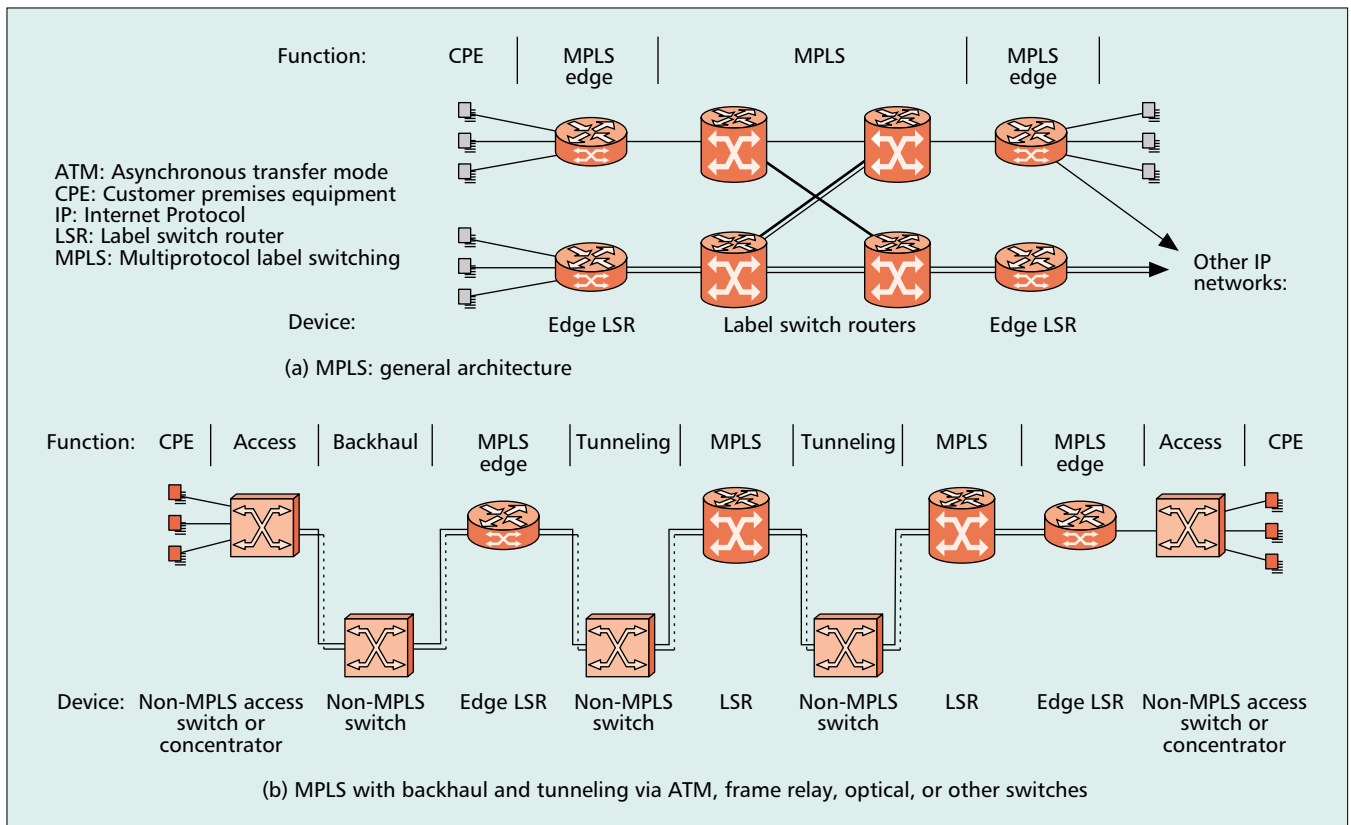 Function: CPE MPLS edge MPLS MPLS edge
ATM: Asynchronous transfer mode
CPE: Customer premises equipment
IP: Internet Protocol
LSR: Label switch router
MPLS: Multiprotocol label switching
Other IP
networks:
Device: Edge LSR Label switch routers Edge LSR
(a) MPLS: general architecture
Function: CPE Access Backhaul MPLS edge Tunneling MPLS Tunneling MPLS MPLS edge Access CPE
Device: Non-MPLS access switch or concentrator Non-MPLS switch Edge LSR Non-MPLS switch LSR Non-MPLS switch LSR Edge LSR Non-MPLS access switch or concentrator
(b) MPLS with backhaul and tunneling via ATM, frame relay, optical, or other switches